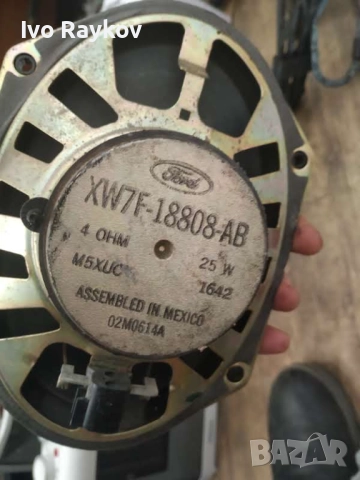 Ivo Raykov
Ford
XW7F-18808-AB
4 OHM 25 W
M5XUC 1642
ASSEMBLED IN MEXICO
02M0614A
BAZAR